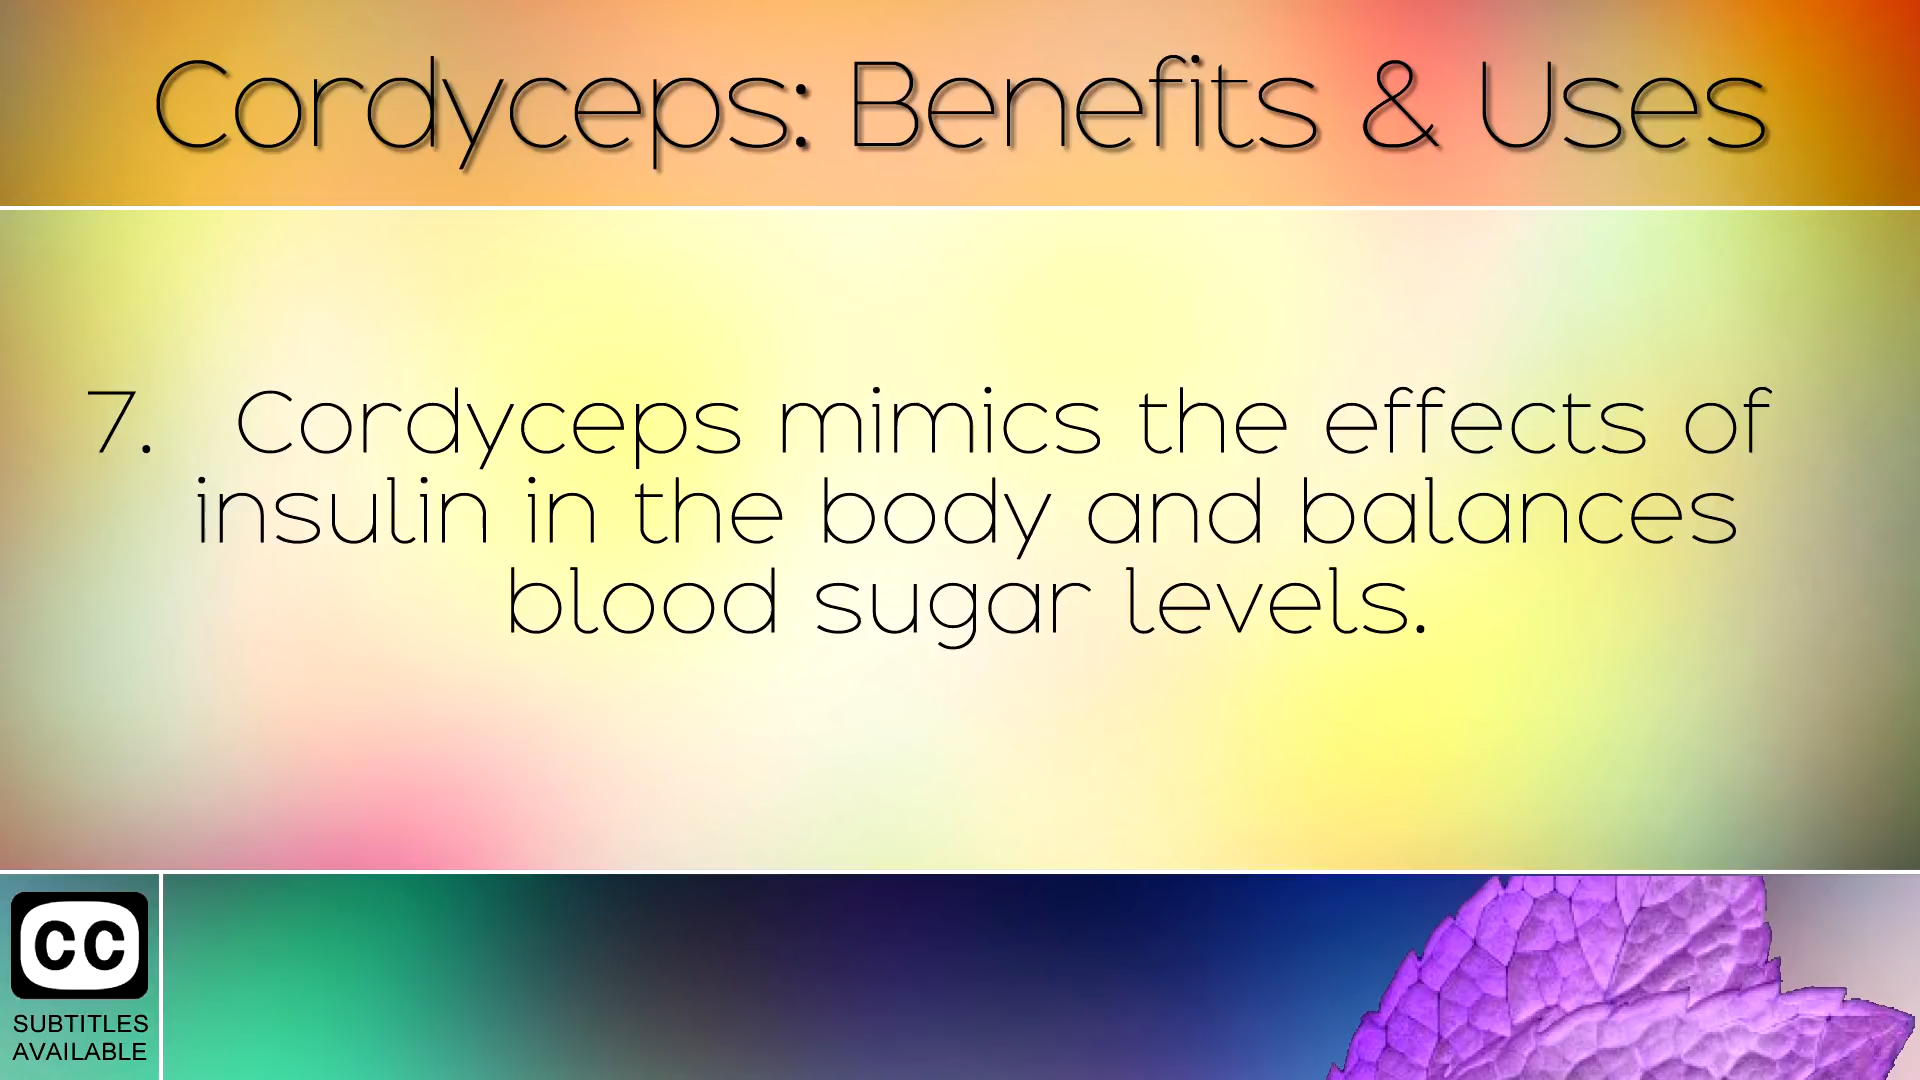 Cordyceps: Benefits & Uses
7. Cordyceps mimics the effects of
insulin in the body and balances
blood sugar levels.
CC
SUBTITLES
AVAILABLE